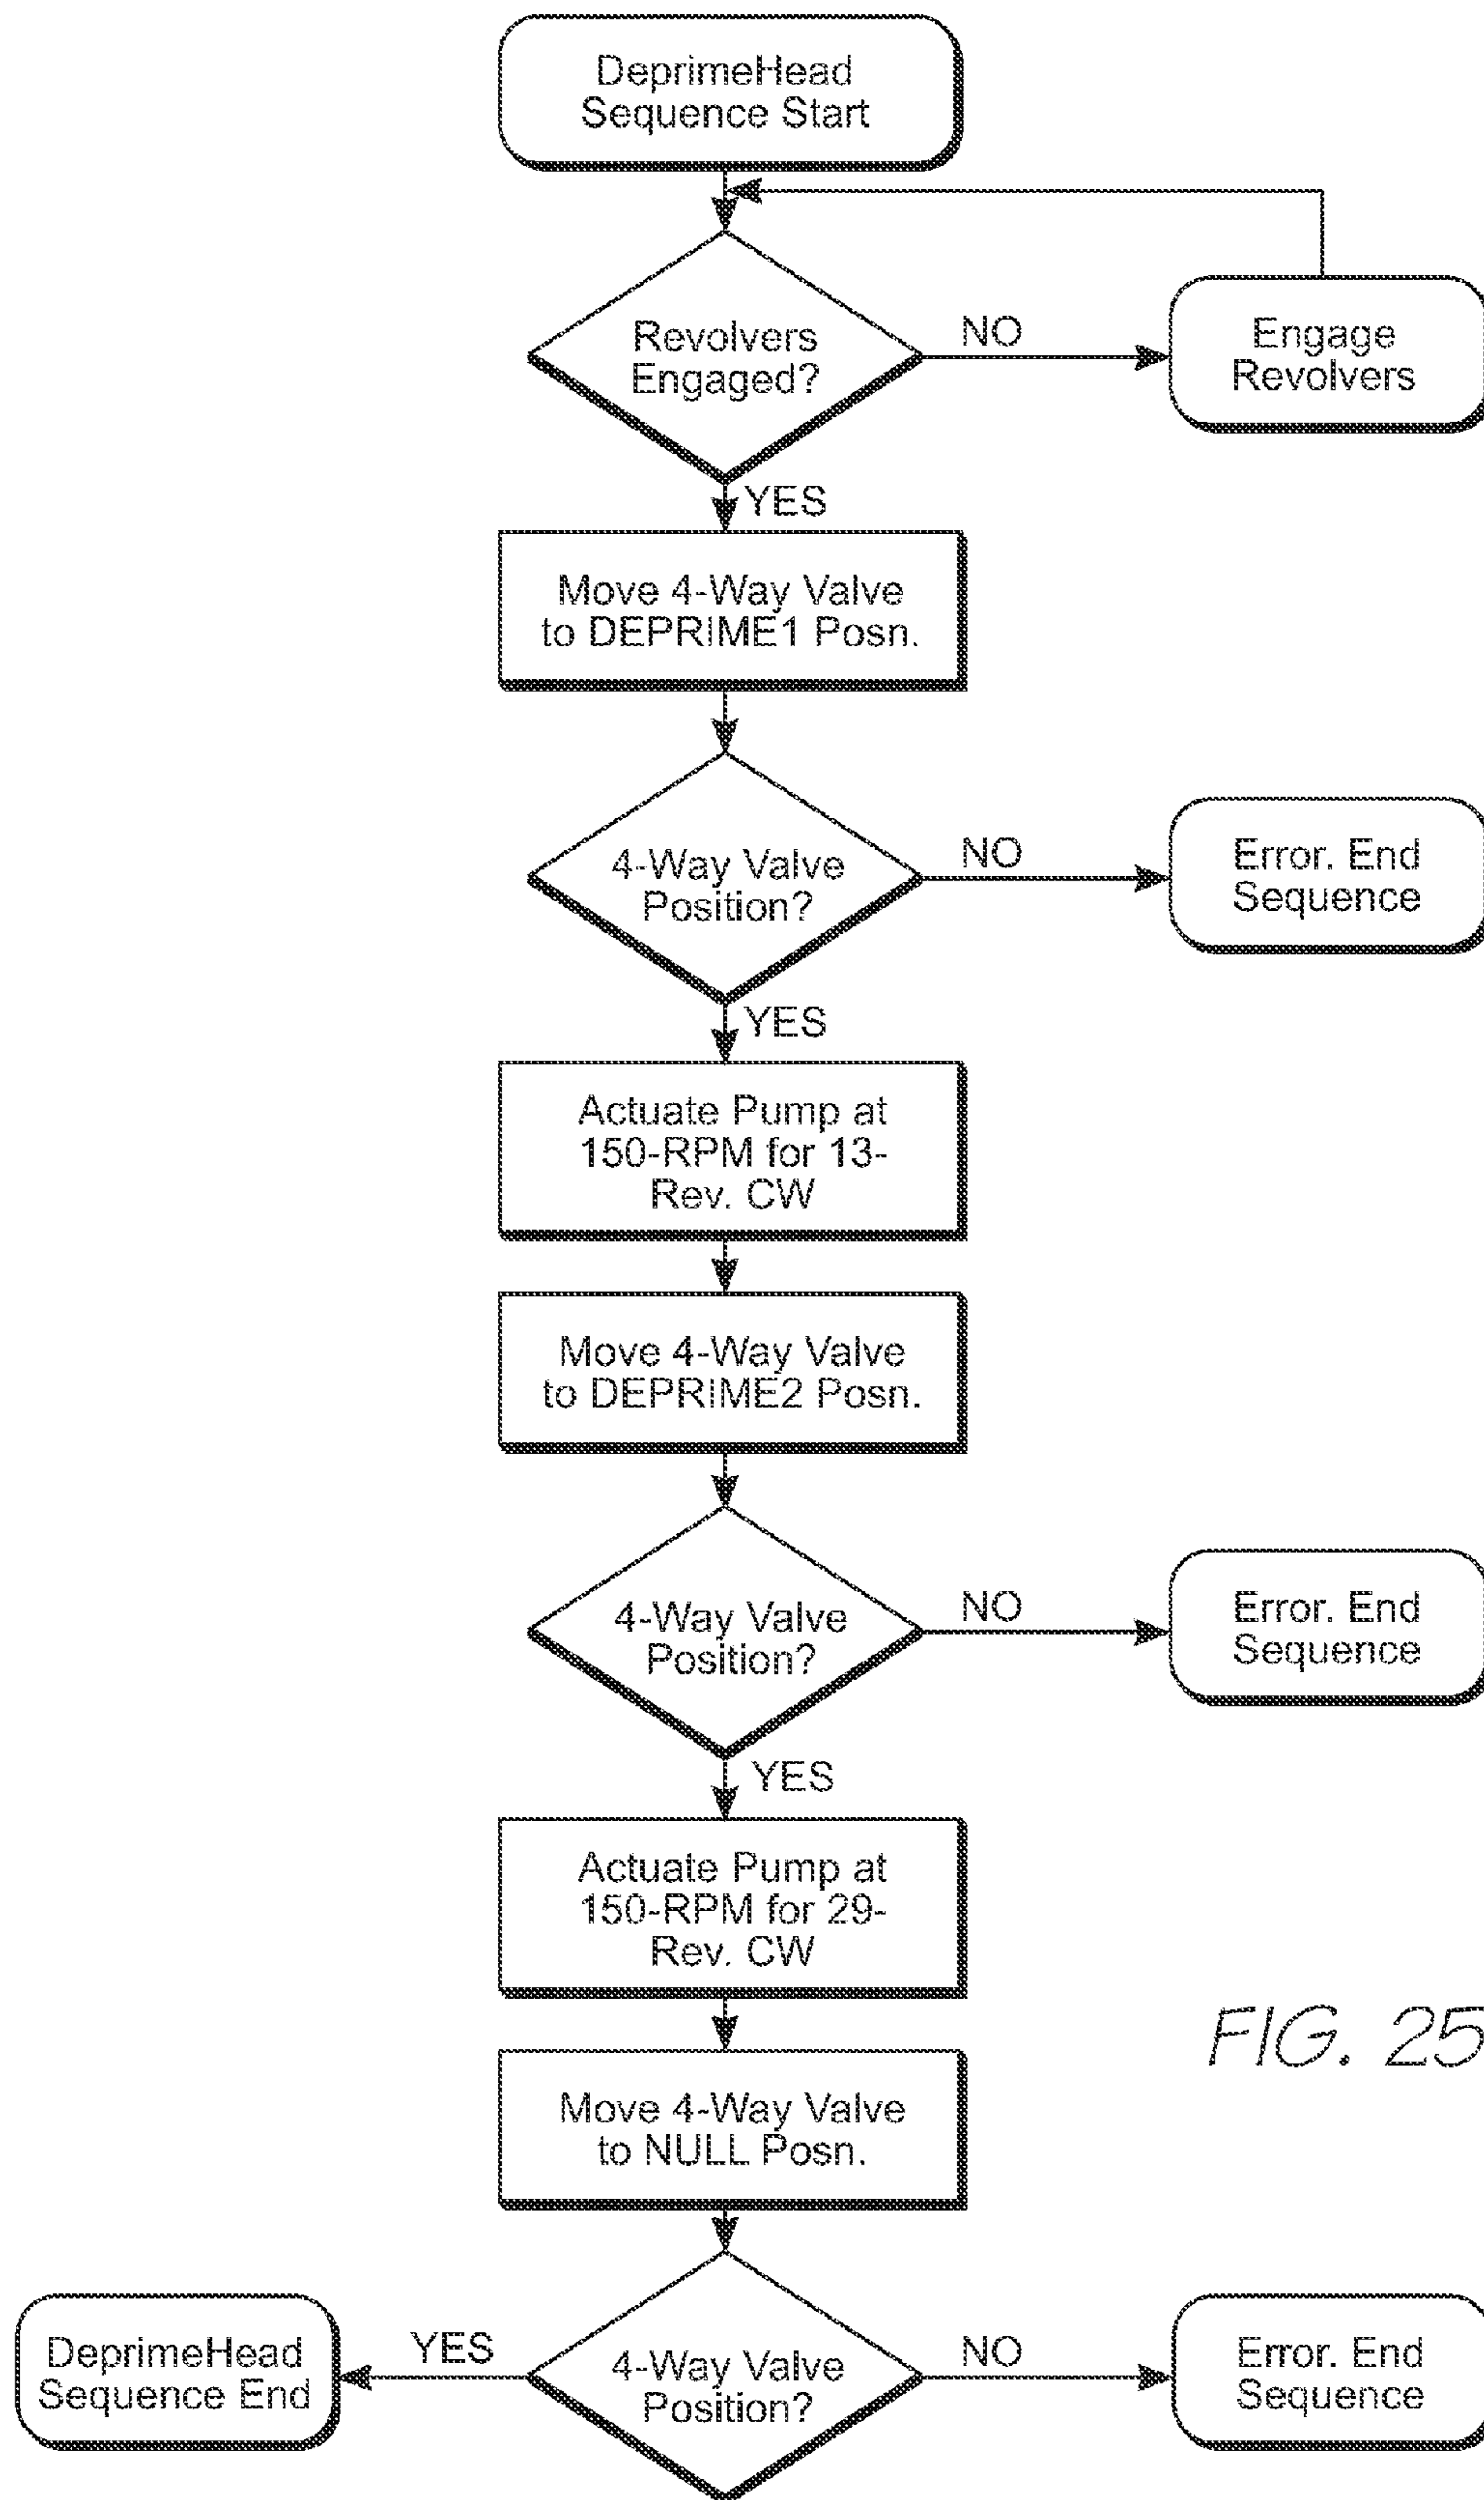 DeprimeHead
Sequence Start
Revolvers
Engaged?
NO
Engage
Revolvers
YES
Move 4-Way Valve
to DEPRIME1 Posn.
4-Way Valve
Position?
NO
Error. End
Sequence
YES
Actuate Pump at
150-RPM for 13-
Rev. CW
Move 4-Way Valve
to DEPRIME2 Posn.
4-Way Valve
Position?
NO
Error. End
Sequence
YES
Actuate Pump at
150-RPM for 29-
Rev. CW
FIG. 25
Move 4-Way Valve
to NULL Posn.
DeprimeHead
Sequence End
YES
4-Way Valve
Position?
NO
Error. End
Sequence